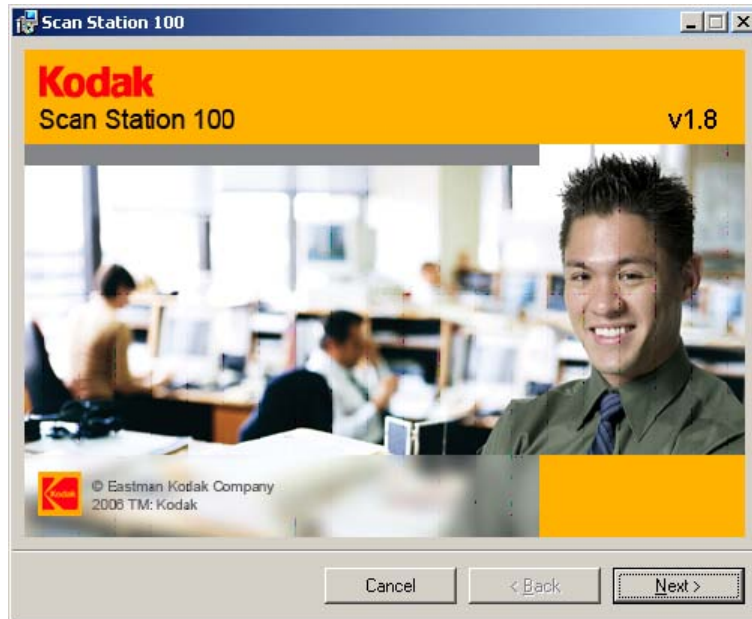 Scan Station 100
Kodak
Scan Station 100
v1.8
Kodak
© Eastman Kodak Company
2006 TM: Kodak
Cancel
< Back
Next >